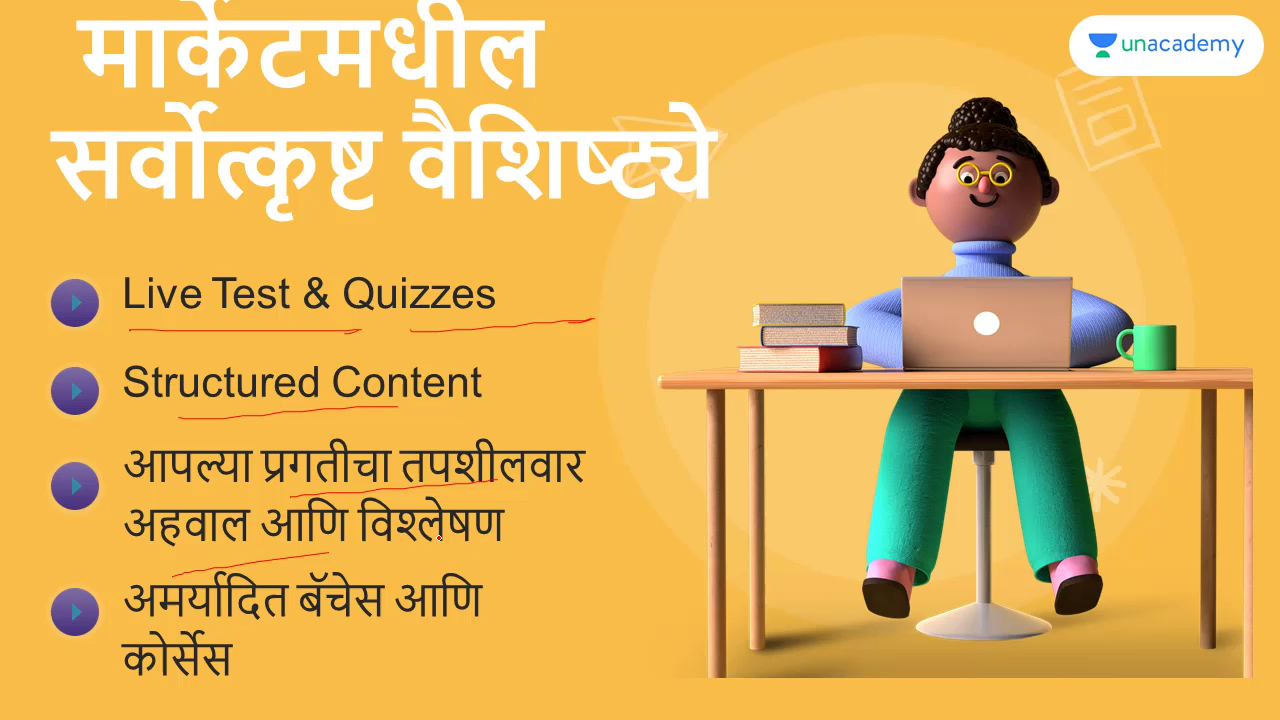 मार्केटमधील
unacademy
सर्वोत्कृष्ट वैशिष्ट्ये
Live Test & Quizzes
Structured Content
आपल्या प्रगतीचा तपशीलवार
अहवाल आणि विश्लेषण
अमर्यादित बॅचेस आणि
कोर्सेस